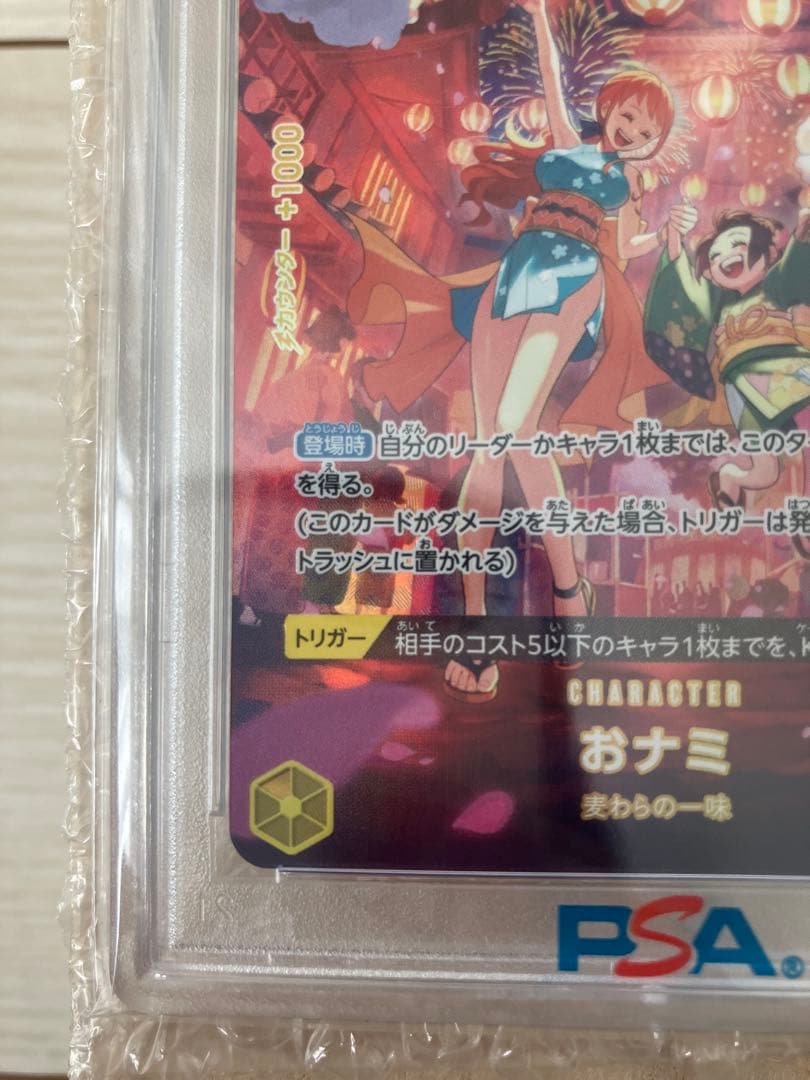 カウンター +1000
登場時 自分のリーダーかキャラ1枚までは、このター
を得る。
(このカードがダメージを与えた場合、トリガーは発
トラッシュに置かれる)
トリガー 相手のコスト5以下のキャラ1枚までを、K
CHARACTER
おナミ
麦わらの一味
PSA®